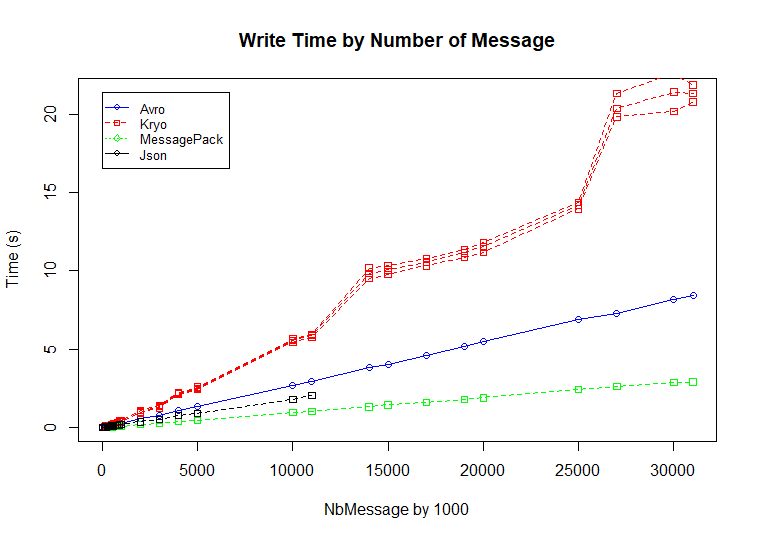 Write Time by Number of Message
Avro
Kryo
MessagePack
Json
Time (s)
20
15
10
5
0
0 5000 10000 15000 20000 25000 30000
NbMessage by 1000